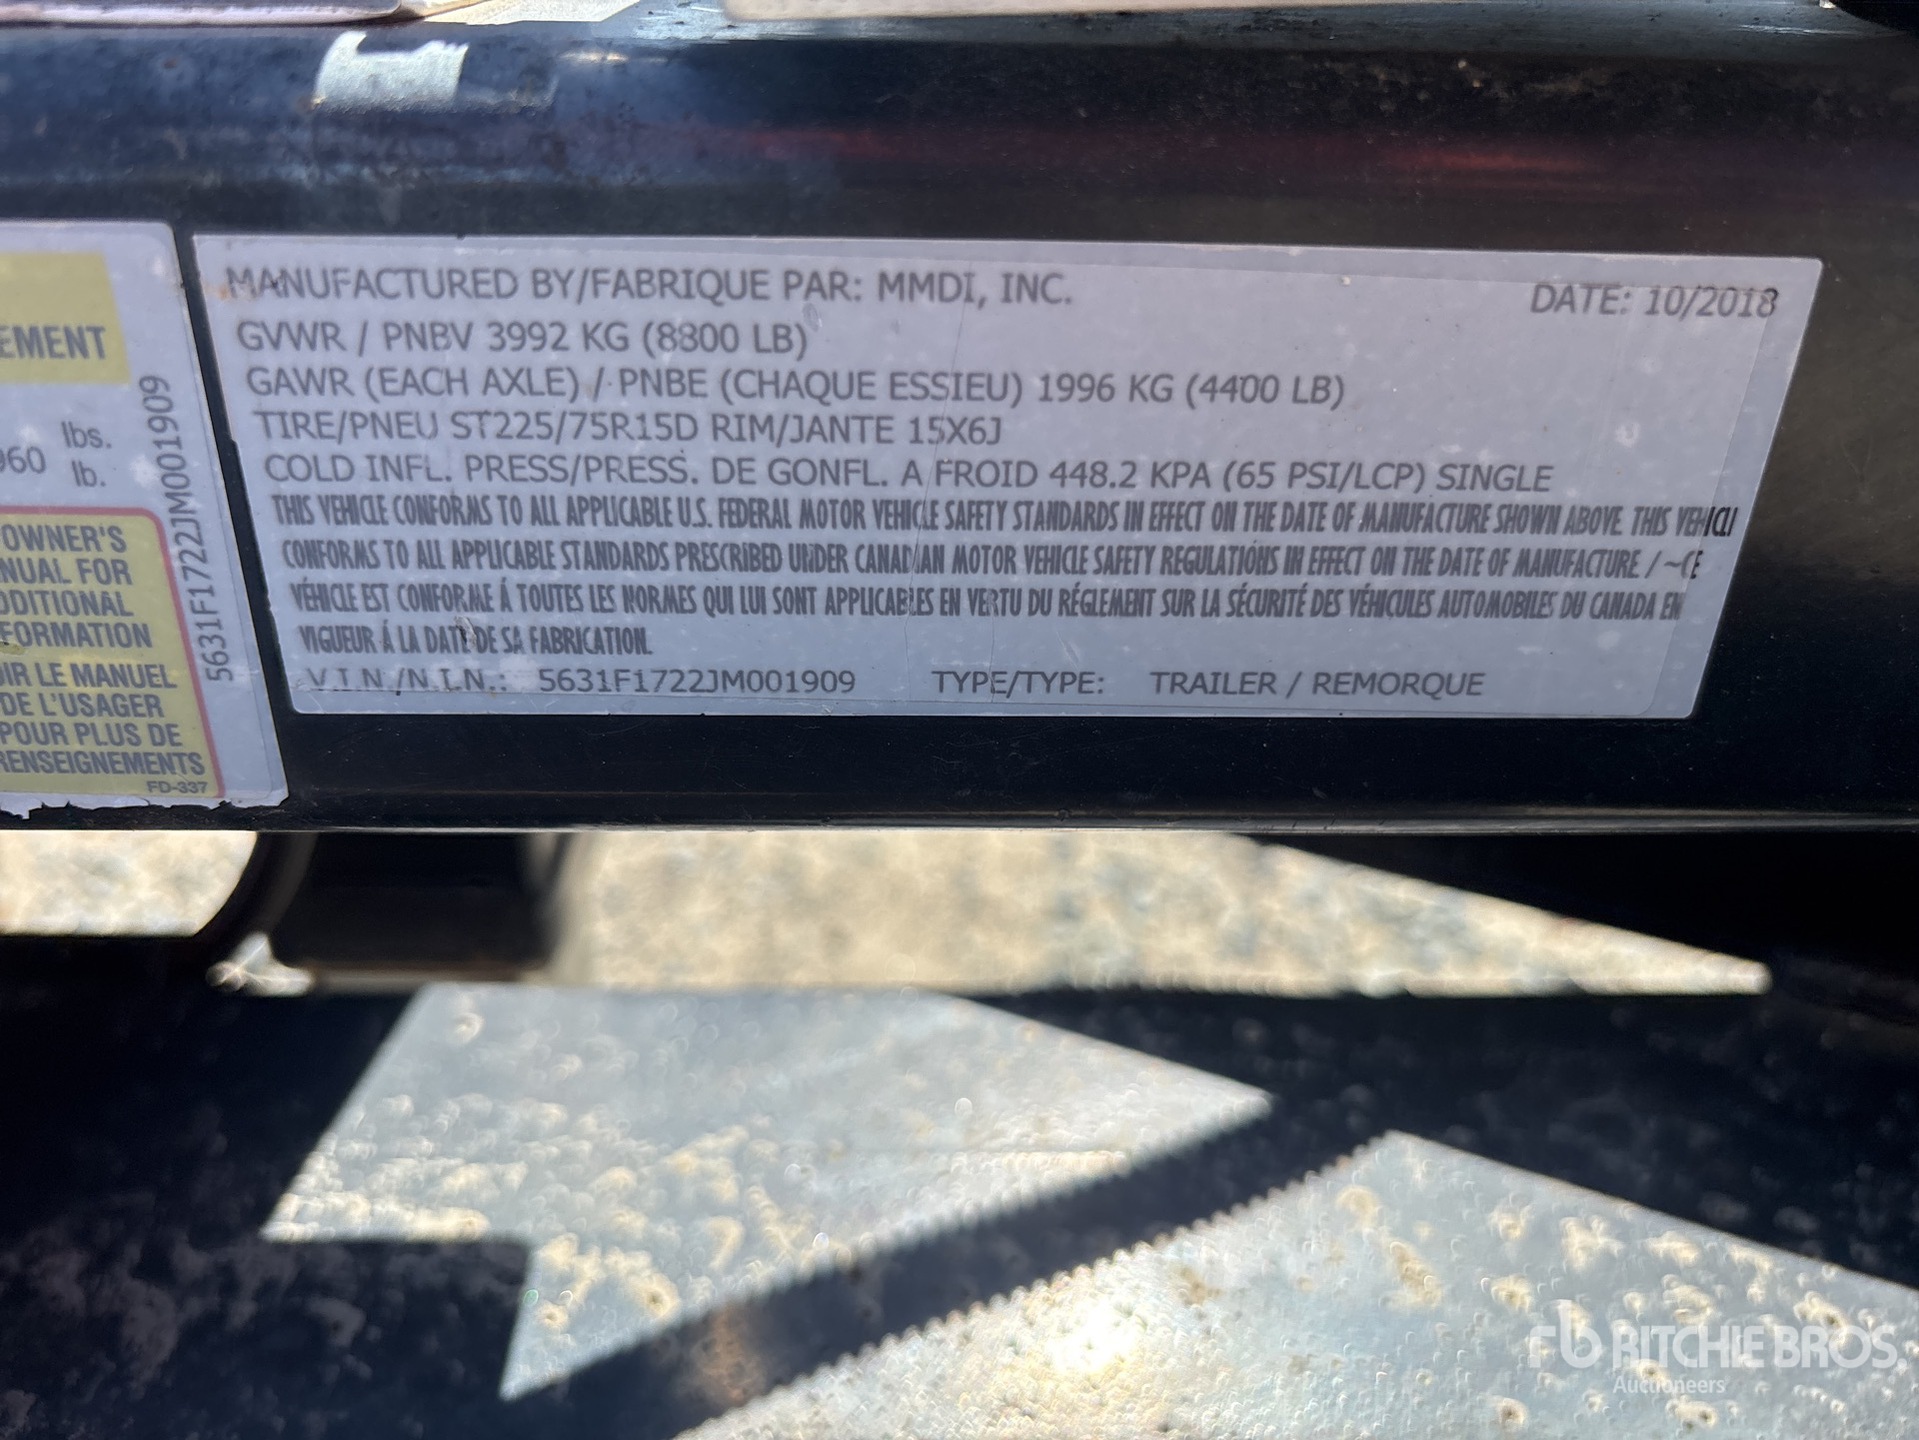 EMENT
lbs.
960 lb.
OWNER'S
NUAL FOR
DDITIONAL
FORMATION
IR LE MANUEL
DE L'USAGER
POUR PLUS DE
RENSEIGNEMENTS
FD-337
5631F1722JM001909
MANUFACTURED BY/FABRIQUE PAR: MMDI, INC. DATE: 10/2018
GVWR / PNBV 3992 KG (8800 LB)
GAWR (EACH AXLE) / PNBE (CHAQUE ESSIEU) 1996 KG (4400 LB)
TIRE/PNEU ST225/75R15D RIM/JANTE 15X6J
COLD INFL. PRESS/PRESS. DE GONFL. A FROID 448.2 KPA (65 PSI/LCP) SINGLE
THIS VEHICLE CONFORMS TO ALL APPLICABLE U.S. FEDERAL MOTOR VEHICLE SAFETY STANDARDS IN EFFECT ON THE DATE OF MANUFACTURE SHOWN ABOVE. THIS VEHICLE
CONFORMS TO ALL APPLICABLE STANDARDS PRESCRIBED UNDER CANADIAN MOTOR VEHICLE SAFETY REGULATIONS IN EFFECT ON THE DATE OF MANUFACTURE / ~CE
VÉHICLE EST CONFORME Á TOUTES LES NORMES QUI LUI SONT APPLICABLES EN VERTU DU RÉGLEMENT SUR LA SÉCURITÉ DES VÉHICULES AUTOMOBILES DU CANADA EN
VIGUEUR Á LA DATE DE SA FABRICATION.
V.I.N./N.I.N.: 5631F1722JM001909 TYPE/TYPE: TRAILER / REMORQUE
rb RITCHIE BROS.
Auctioneers